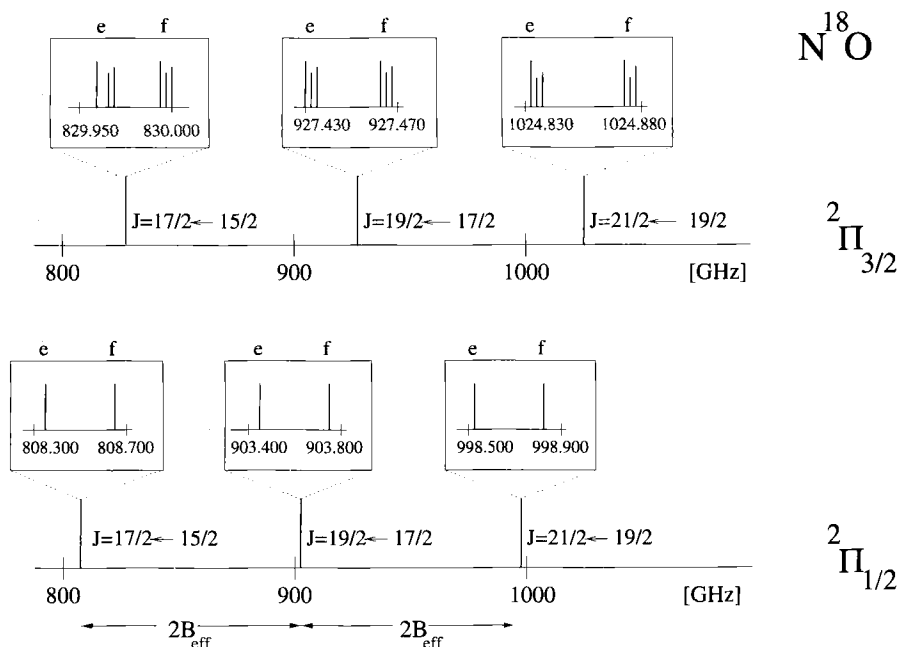 e f e f e f
N18O
829.950 830.000 927.430 927.470 1024.830 1024.880
J=17/2← 15/2 J=19/2← 17/2 J=21/2← 19/2
2Π3/2
800 900 1000 [GHz]
e f e f e f
808.300 808.700 903.400 903.800 998.500 998.900
J=17/2← 15/2 J=19/2← 17/2 J=21/2← 19/2
2Π1/2
800 900 1000 [GHz]
2Beff 2Beff